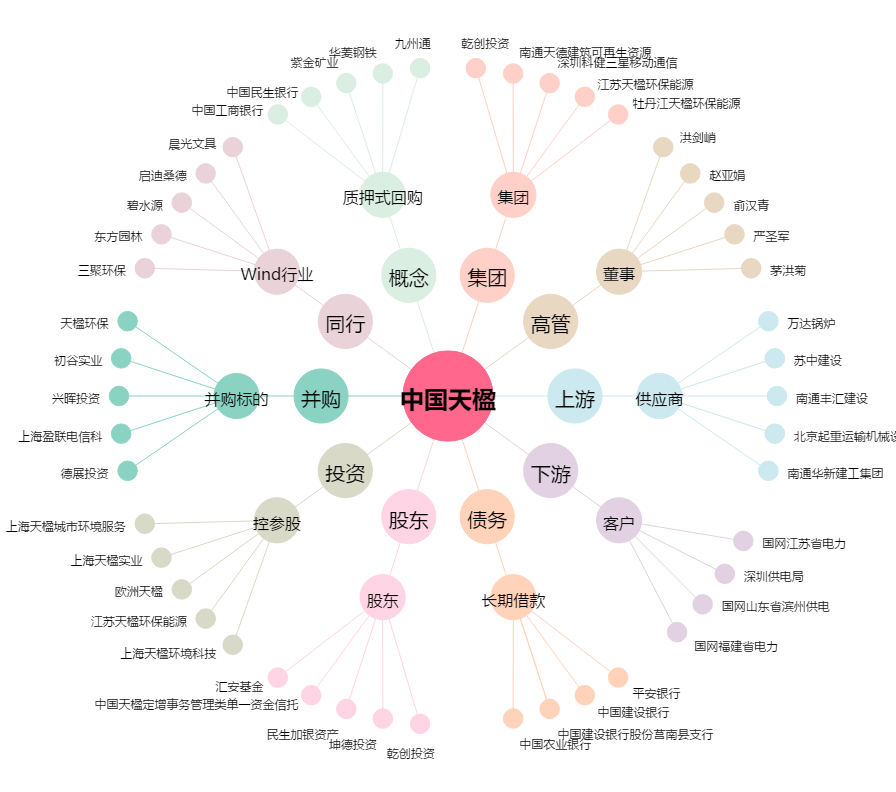 九州通
乾创投资
华菱钢铁
南通天德建筑可再生资源
紫金矿业
深圳科健三星移动通信
中国民生银行
江苏天楹环保能源
中国工商银行
牡丹江天楹环保能源
晨光文具
洪剑峭
启迪桑德
赵亚娟
质押式回购
集团
碧水源
俞汉青
东方园林
严圣军
三聚环保
Wind行业
概念
集团
董事
茅洪菊
天楹环保
同行
高管
万达锅炉
初谷实业
苏中建设
兴晖投资
并购标的
并购
中国天楹
上游
供应商
南通丰汇建设
上海盈联电信科
北京起重运输机械设
德展投资
投资
下游
南通华新建工集团
上海天楹城市环境服务
控参股
股东
债务
客户
国网江苏省电力
上海天楹实业
深圳供电局
欧洲天楹
股东
长期借款
国网山东省滨州供电
江苏天楹环保能源
上海天楹环境科技
国网福建省电力
汇安基金
平安银行
中国天楹定增事务管理类单一资金信托
中国建设银行
民生加银资产
中国建设银行股份莒南县支行
坤德投资
中国农业银行
乾创投资